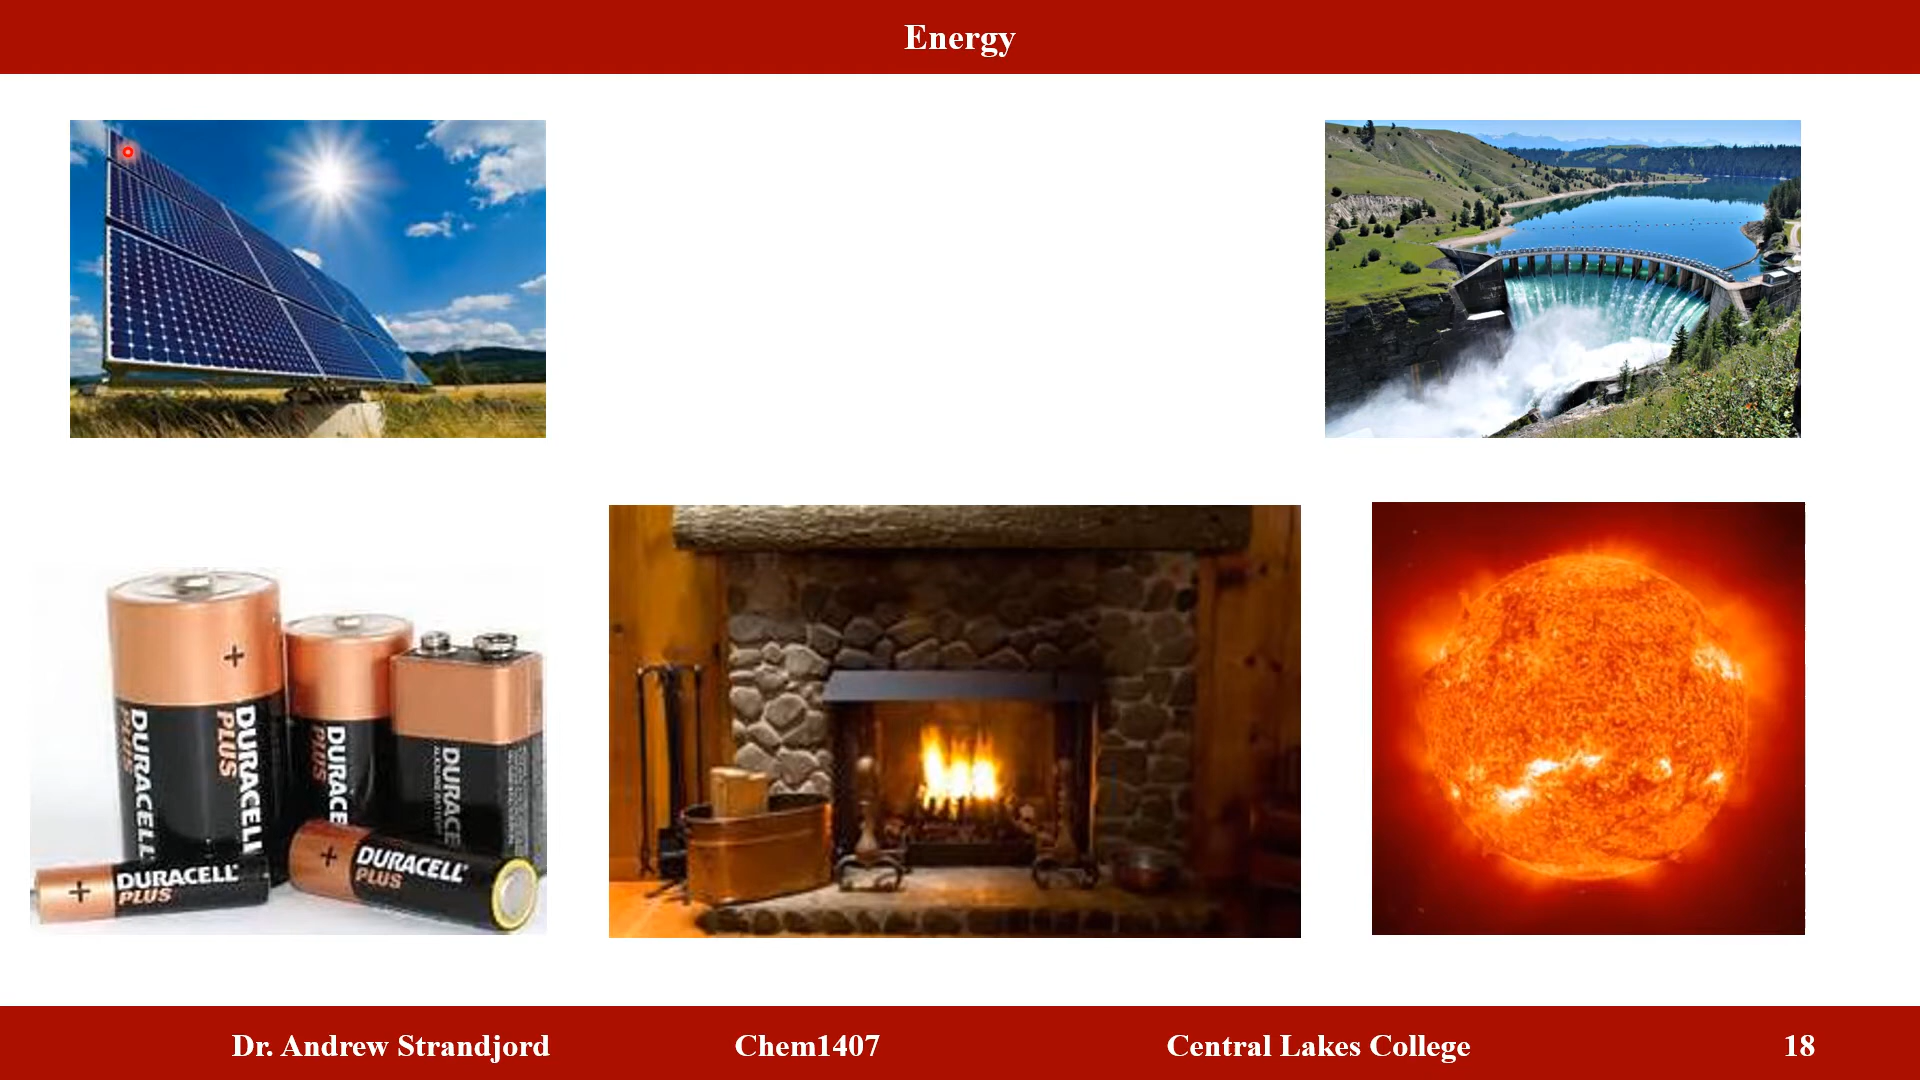 Energy
+
DURACELL
PLUS
DURACELL
PLUS
DURACE
PLUS
DURACE
+
DURACELL
PLUS
+
DURACELL
PLUS
Dr. Andrew Strandjord Chem1407 Central Lakes College 18